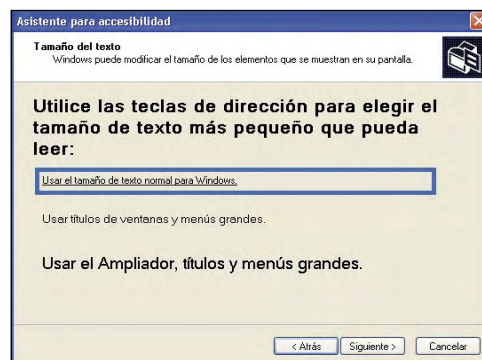 Asistente para accesibilidad
Tamaño del texto
Windows puede modificar el tamaño de los elementos que se muestran en su pantalla.
Utilice las teclas de dirección para elegir el
tamaño de texto más pequeño que pueda
leer:
Usar el tamaño de texto normal para Windows.
Usar títulos de ventanas y menús grandes.
Usar el Ampliador, títulos y menús grandes.
< Atrás Siguiente > Cancelar